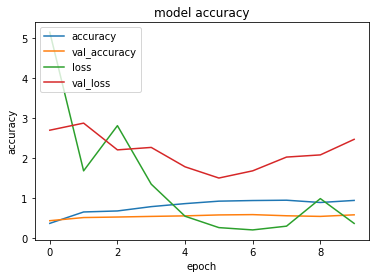 model accuracy
accuracy
val_accuracy
loss
val_loss
5
4
3
2
1
0
accuracy
0 2 4 6 8
epoch